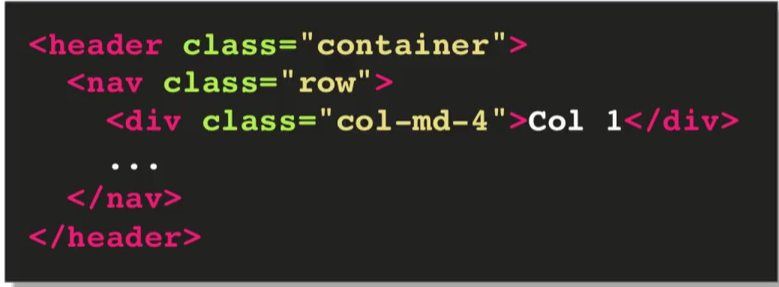 <header class="container">
<nav class="row">
<div class="col-md-4">Col 1</div>
...
</nav>
</header>